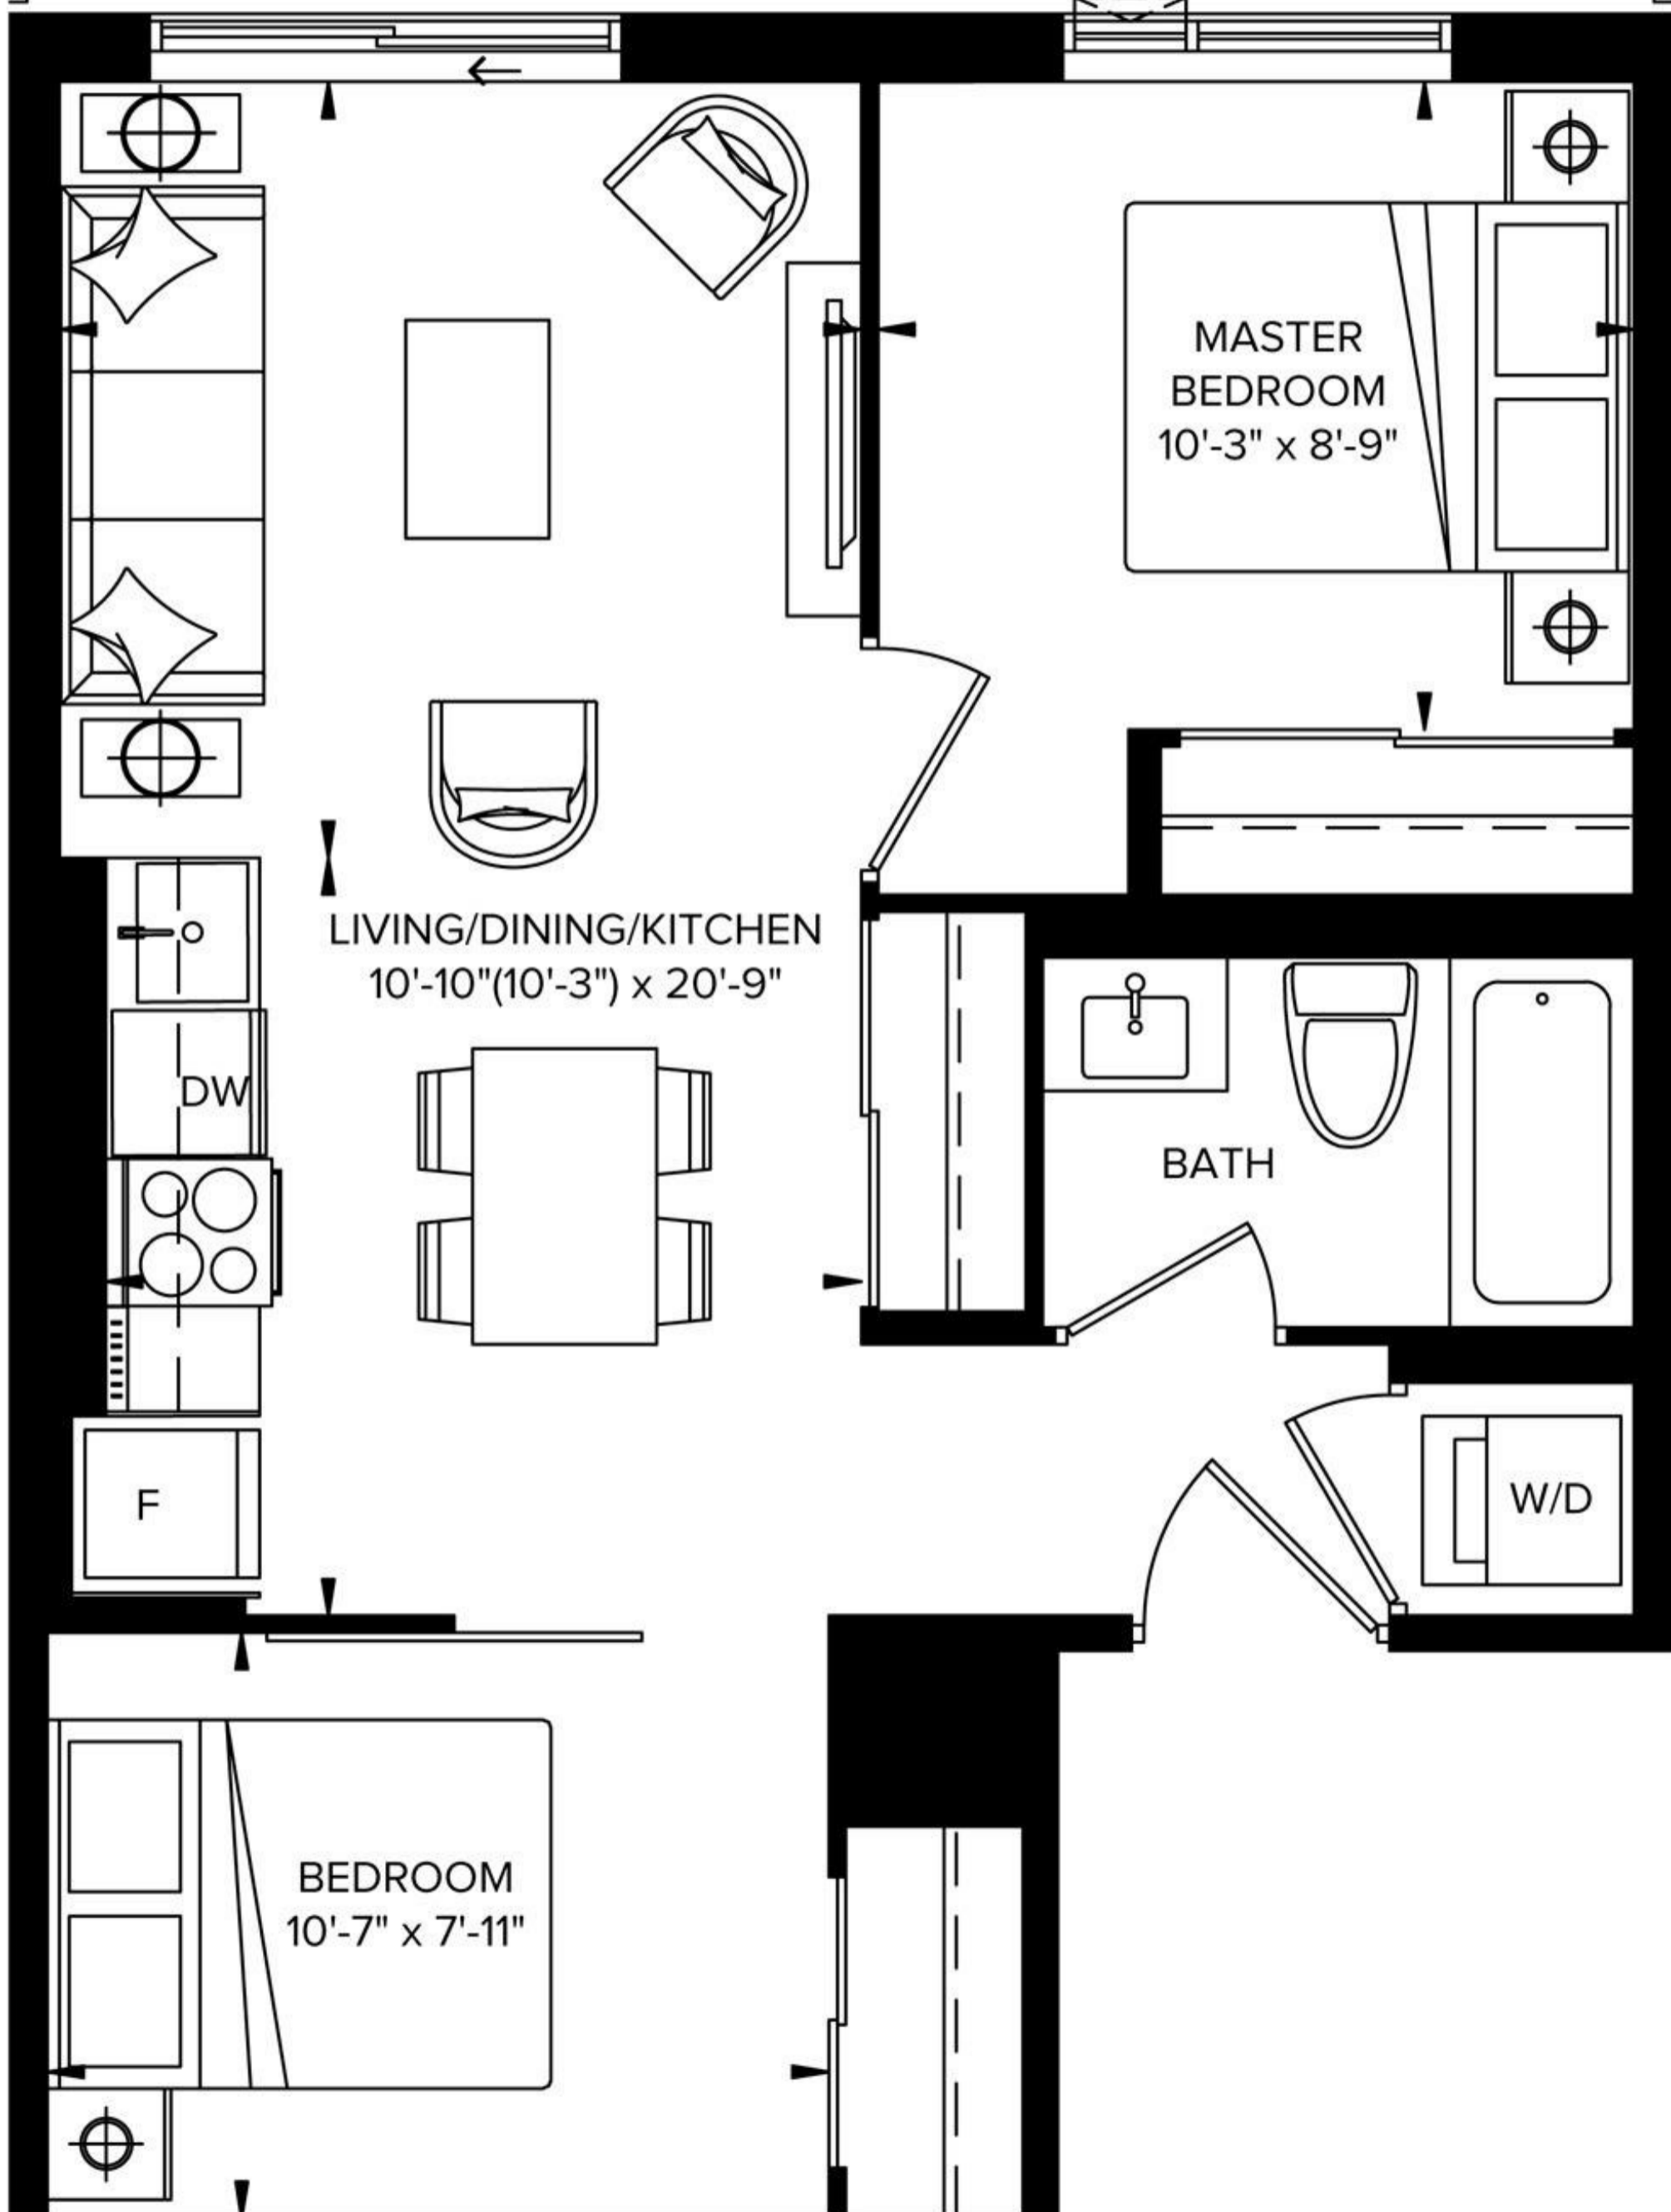 MASTER
BEDROOM
10'-3" x 8'-9"
LIVING/DINING/KITCHEN
10'-10"(10'-3") x 20'-9"
DW
BATH
F
W/D
BEDROOM
10'-7" x 7'-11"